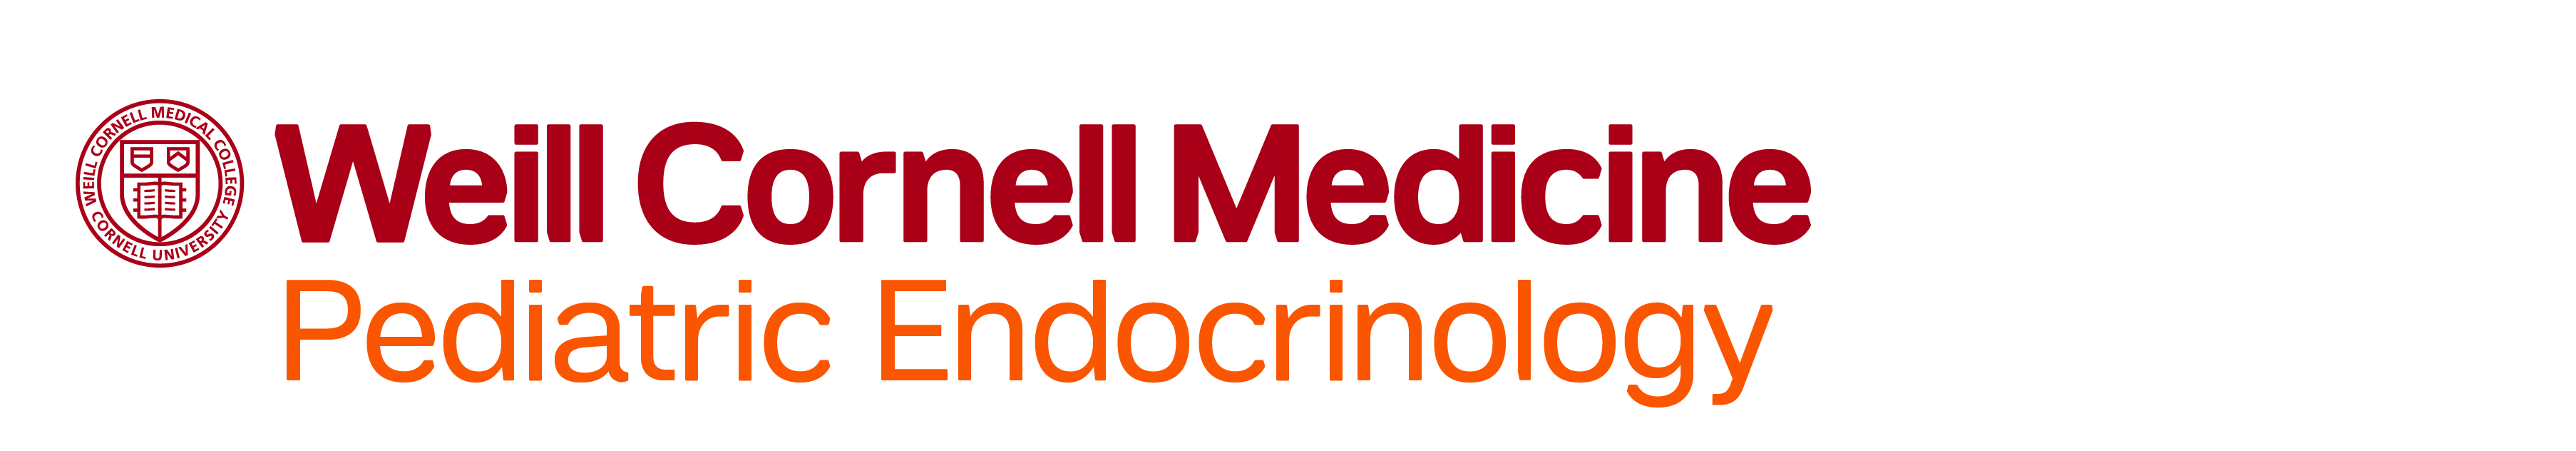 WEILL CORNELL MEDICAL COLLEGE
CORNELL UNIVERSITY
Weill Cornell Medicine
Pediatric Endocrinology